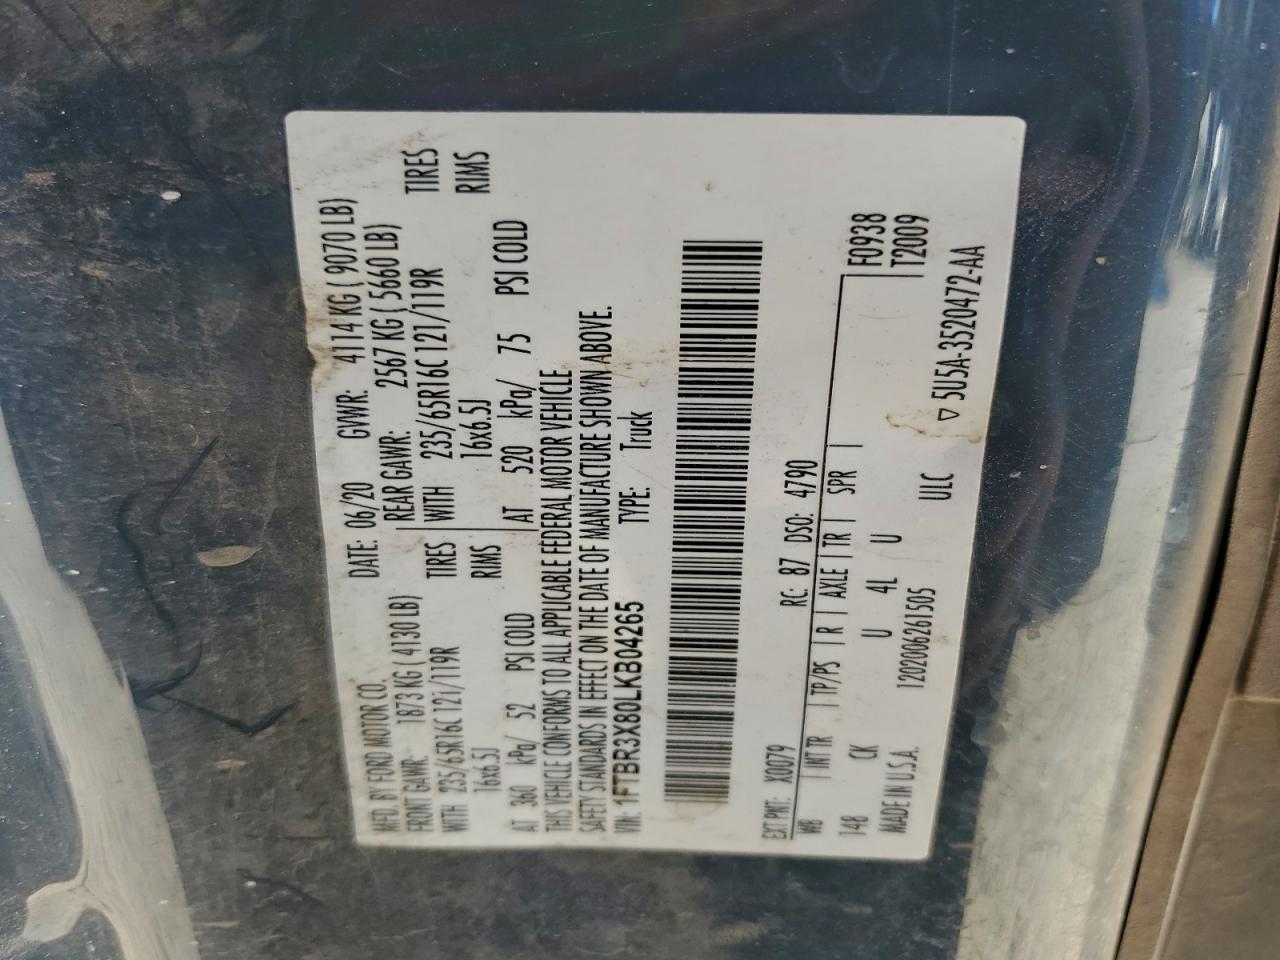 MFD. BY FORD MOTOR CO. DATE: 06/20 GVWR: 4114 KG ( 9070 LB)
FRONT GAWR: 1873 KG ( 4130 LB) REAR GAWR: 2567 KG ( 5660 LB)
WITH 235/65R16C 121/119R TIRES WITH 235/65R16C 121/119R TIRES
16x6.5J RIMS 16x6.5J RIMS
AT 360 kPa/ 52 PSI COLD AT 520 kPa/ 75 PSI COLD
THIS VEHICLE CONFORMS TO ALL APPLICABLE FEDERAL MOTOR VEHICLE
SAFETY STANDARDS IN EFFECT ON THE DATE OF MANUFACTURE SHOWN ABOVE.
VIN: 1FTBR3X80LKB04265 TYPE: Truck
EXT PNT: X0079 RC: 87 DSO: 4790
WB INT TR TP/PS R AXLE TR SPR F0938
148 CK U 4L U T2009
MADE IN U.S.A. 1202006261505 ULC
▽ 5U5A-3520472-AA